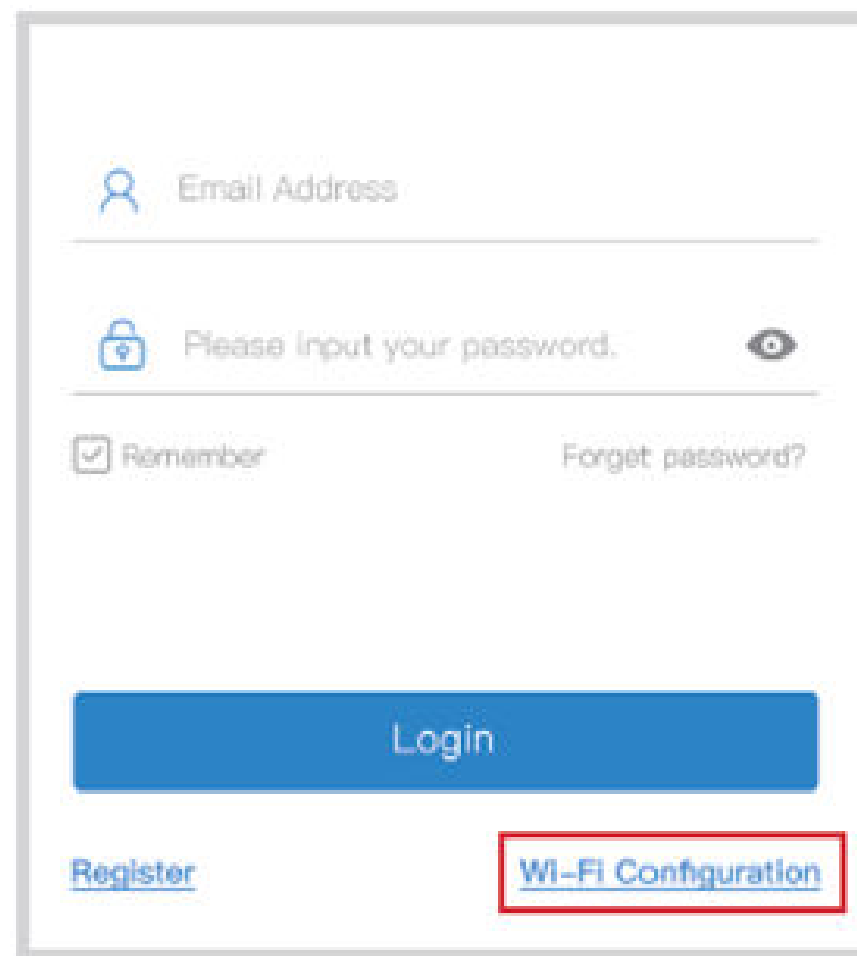 Email Address
Please input your password.
Remember
Forget password?
Login
Register
Wi-Fi Configuration